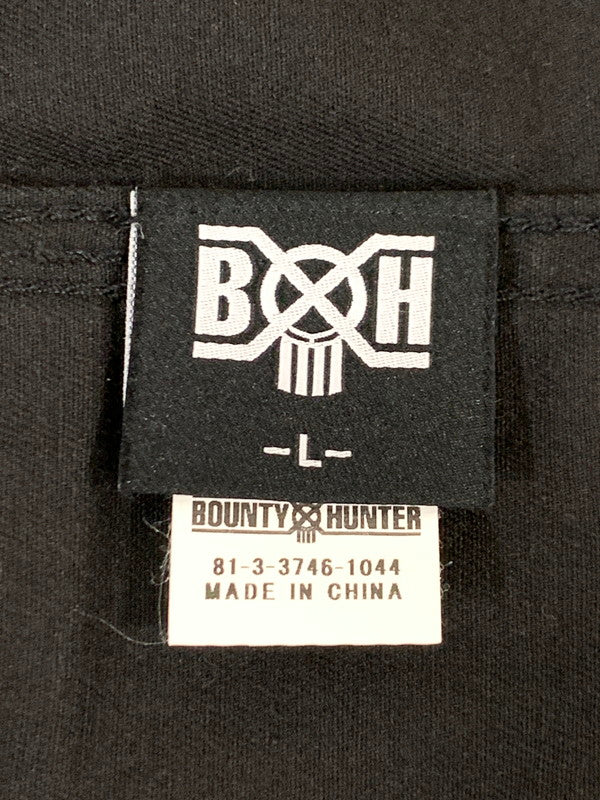 B H
-L-
BOUNTY HUNTER
81-3-3746-1044
MADE IN CHINA